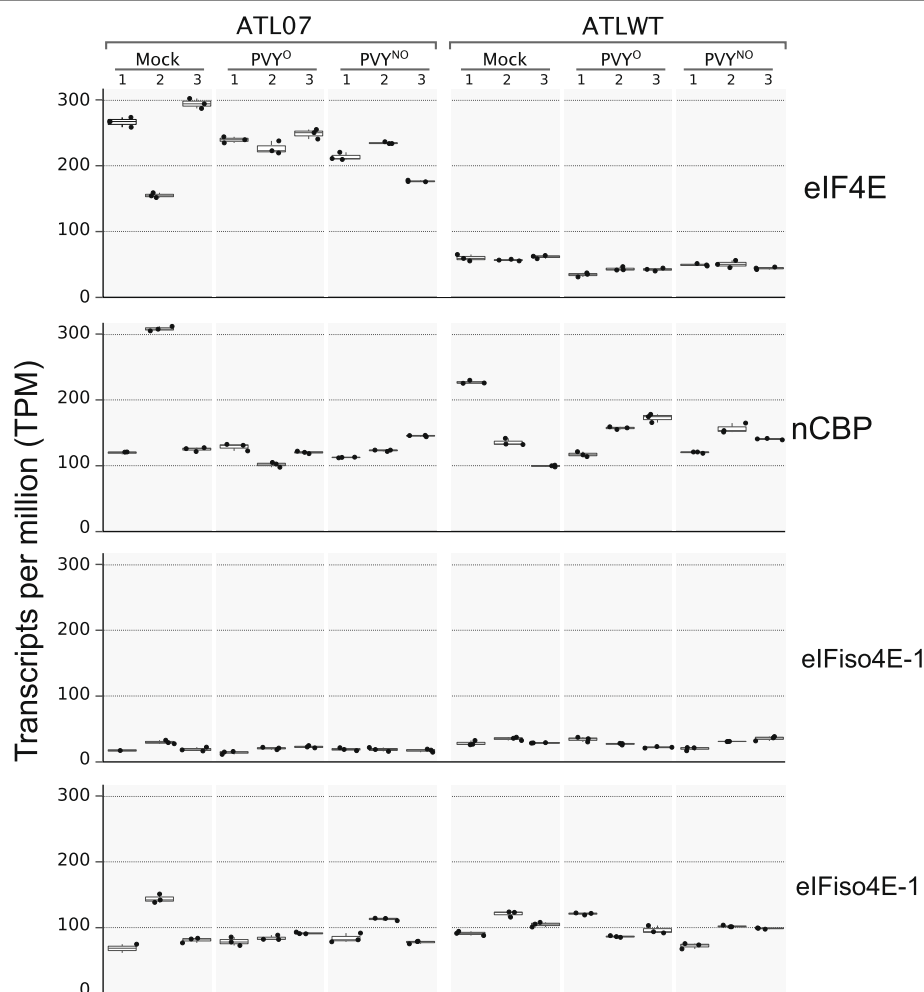 ATL07 ATLWT
Mock PVYO PVYNO Mock PVYO PVYNO
1 2 3 1 2 3 1 2 3 1 2 3 1 2 3 1 2 3
Transcripts per million (TPM)
300
200
100
0
eIF4E
300
200
100
0
nCBP
300
200
100
0
eIFiso4E-1
300
200
100
0
eIFiso4E-1